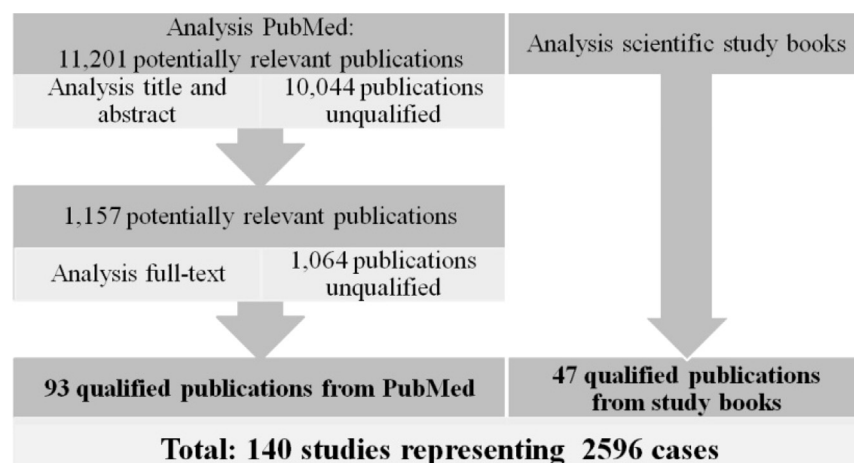 Analysis PubMed:
11,201 potentially relevant publications
Analysis title and
abstract
10,044 publications
unqualified
Analysis scientific study books
1,157 potentially relevant publications
Analysis full-text
1,064 publications
unqualified
93 qualified publications from PubMed
47 qualified publications
from study books
Total: 140 studies representing 2596 cases